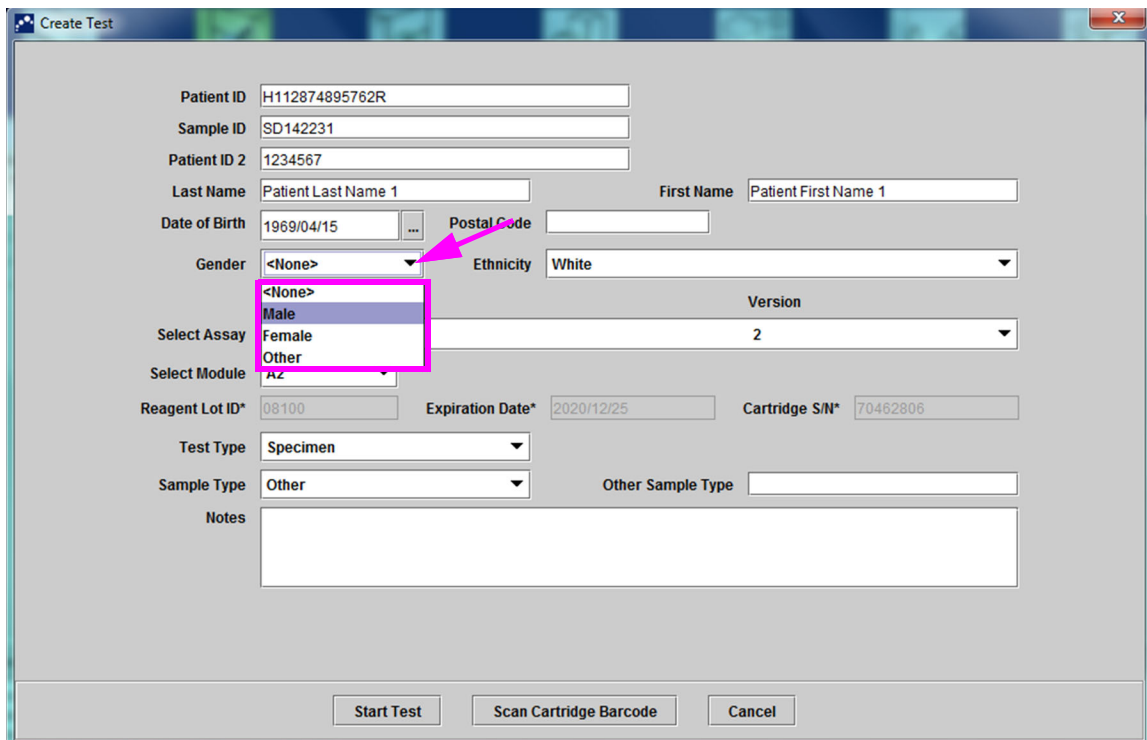 Create Test
Patient ID H112874895762R
Sample ID SD142231
Patient ID 2 1234567
Last Name Patient Last Name 1 First Name Patient First Name 1
Date of Birth 1969/04/15 ... Postal Code
Gender <None> Ethnicity White
<None>
Male
Version
Select Assay Female 2
Other
Select Module A2
Reagent Lot ID* 08100 Expiration Date* 2020/12/25 Cartridge S/N* 70462806
Test Type Specimen
Sample Type Other Other Sample Type
Notes
Start Test Scan Cartridge Barcode Cancel